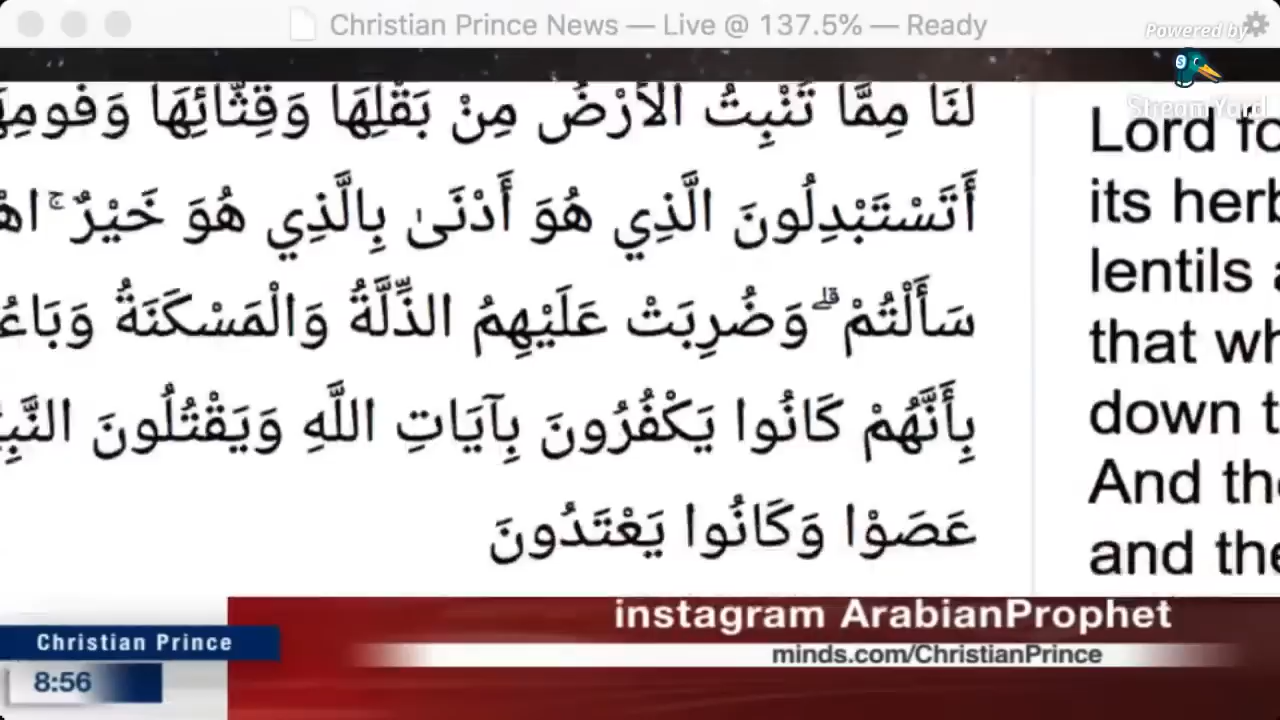 Christian Prince News — Live @ 137.5% — Ready
Powered by
StreamYard
لَنَا مِمَّا تُنْبِتُ الْأَرْضُ مِنْ بَقْلِهَا وَقِثَّائِهَا وَفُومِهَا
أَتَسْتَبْدِلُونَ الَّذِي هُوَ أَدْنَىٰ بِالَّذِي هُوَ خَيْرٌ ۚ
سَأَلْتُمْ ۗ وَضُرِبَتْ عَلَيْهِمُ الذِّلَّةُ وَالْمَسْكَنَةُ
بِأَنَّهُمْ كَانُوا يَكْفُرُونَ بِآيَاتِ اللَّهِ وَيَقْتُلُونَ
عَصَوْا وَكَانُوا يَعْتَدُونَ
Lord fo
its herb
lentils a
that wh
down t
And the
and the
instagram ArabianProphet
minds.com/ChristianPrince
Christian Prince
8:56